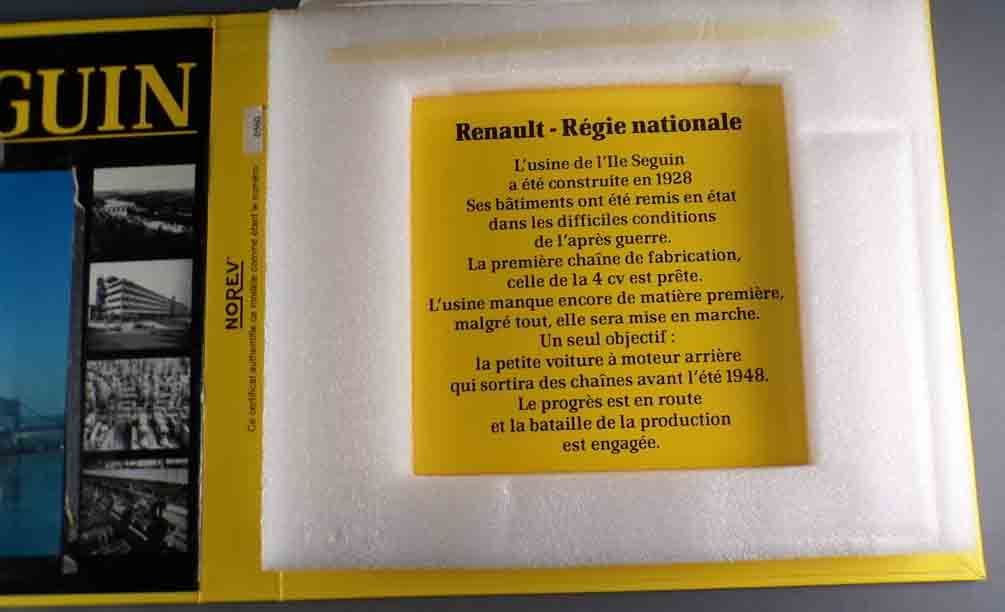 GUIN
NOREV
Ce certificat authentifie ce modèle comme étant le numéro
Renault - Régie nationale
L'usine de l'Ile Seguin
a été construite en 1928
Ses bâtiments ont été remis en état
dans les difficiles conditions
de l'après guerre.
La première chaîne de fabrication,
celle de la 4 cv est prête.
L'usine manque encore de matière première,
malgré tout, elle sera mise en marche.
Un seul objectif :
la petite voiture à moteur arrière
qui sortira des chaînes avant l'été 1948.
Le progrès est en route
et la bataille de la production
est engagée.